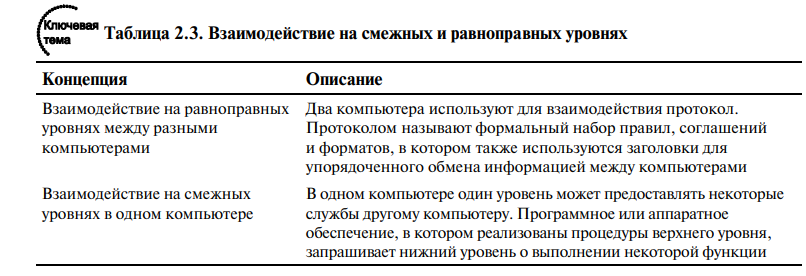 Ключевая
тема
Таблица 2.3. Взаимодействие на смежных и равноправных уровнях
Концепция Описание
Взаимодействие на равноправных Два компьютера используют для взаимодействия протокол.
уровнях между разными Протоколом называют формальный набор правил, соглашений
компьютерами и форматов, в котором также используются заголовки для
упорядоченного обмена информацией между компьютерами
Взаимодействие на смежных В одном компьютере один уровень может предоставлять некоторые
уровнях в одном компьютере службы другому компьютеру. Программное или аппаратное
обеспечение, в котором реализованы процедуры верхнего уровня,
запрашивает нижний уровень о выполнении некоторой функции